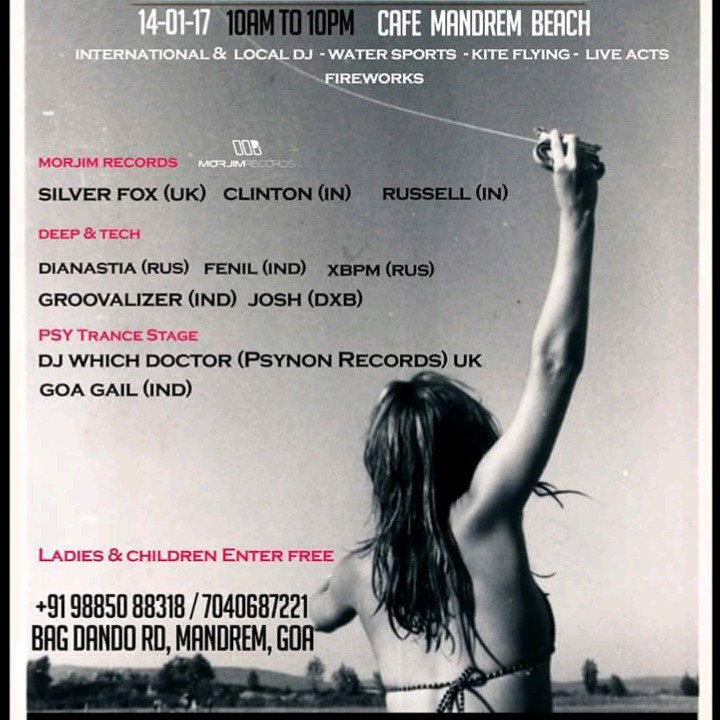 14-01-17 10AM TO 10PM CAFE MANDREM BEACH
INTERNATIONAL & LOCAL DJ - WATER SPORTS - KITE FLYING - LIVE ACTS
FIREWORKS
MORJIM RECORDS MORJIMRECORDS
SILVER FOX (UK) CLINTON (IN) RUSSELL (IN)
DEEP & TECH
DIANASTIA (RUS) FENIL (IND) XBPM (RUS)
GROOVALIZER (IND) JOSH (DXB)
PSY TRANCE STAGE
DJ WHICH DOCTOR (PSYNON RECORDS) UK
GOA GAIL (IND)
LADIES & CHILDREN ENTER FREE
+91 98850 88318 / 7040687221
BAG DANDO RD, MANDREM, GOA